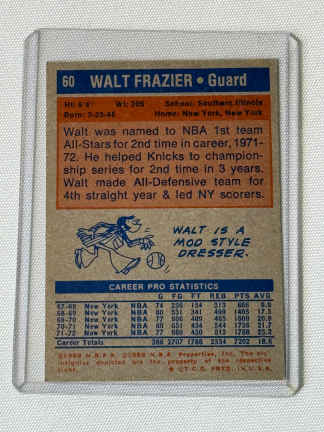 60 WALT FRAZIER • Guard
Ht: 6'4" Wt: 205 School: Southern Illinois
Born: 3-29-45 Home: New York, New York
Walt was named to NBA 1st team
All-Stars for 2nd time in career, 1971-
72. He helped Knicks to champion-
ship series for 2nd time in 3 years.
Walt made All-Defensive team for
4th straight year & led NY scorers.
WALT IS A
MOD STYLE
DRESSER.
CAREER PRO STATISTICS
G FG FT REB PTS AVG
67-68 New York NBA 74 256 154 313 666 9.0
68-69 New York NBA 80 531 341 499 1403 17.5
69-70 New York NBA 77 600 409 465 1609 20.9
70-71 New York NBA 80 651 434 544 1736 21.7
71-72 New York NBA 77 669 450 513 1788 23.2
Career Totals 388 2707 1788 2334 7202 18.6
© T.C.G. PRTD. IN U.S.A.